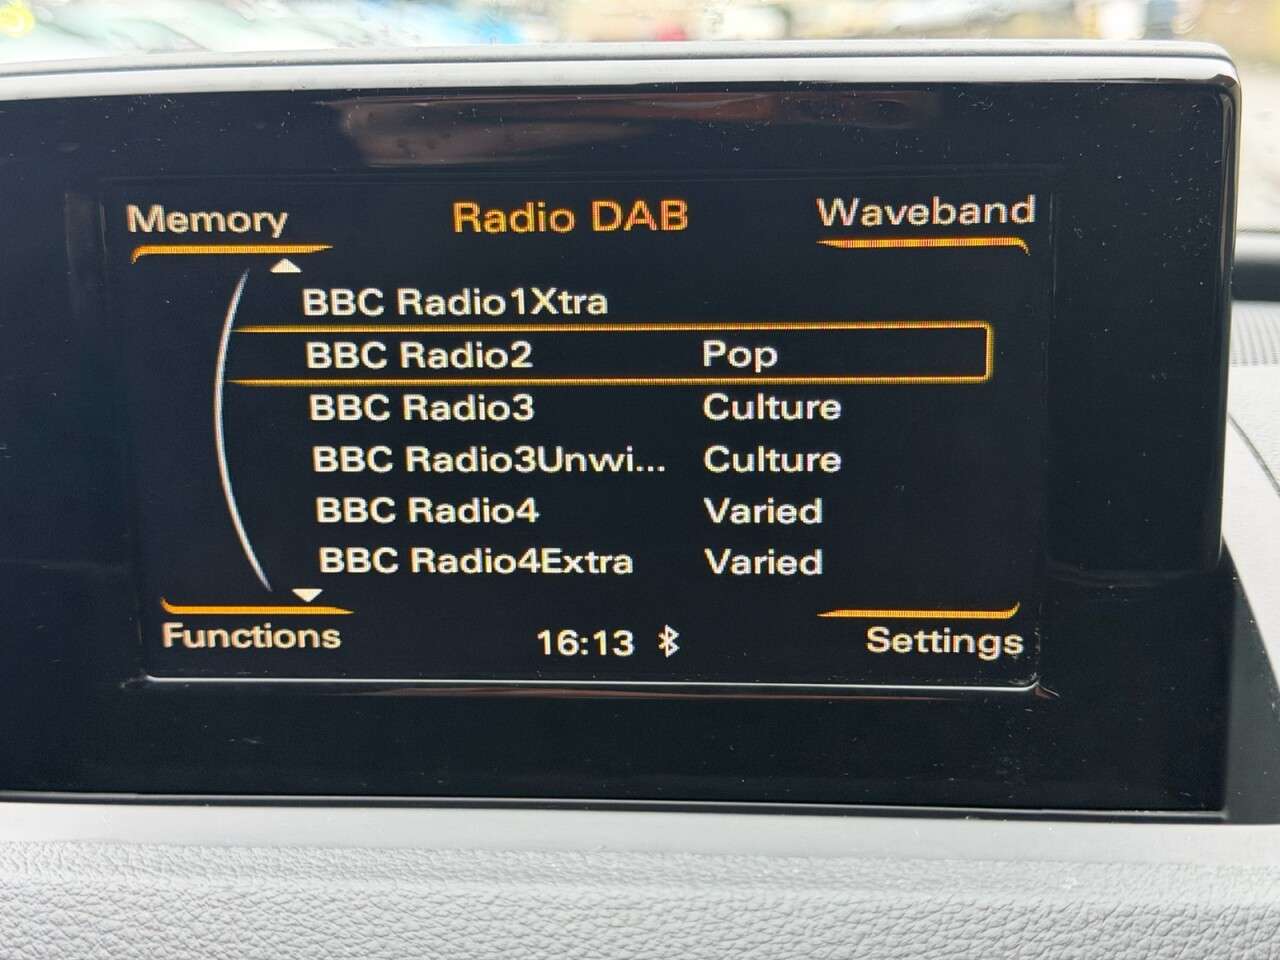 Memory Radio DAB Waveband
BBC Radio1Xtra
BBC Radio2 Pop
BBC Radio3 Culture
BBC Radio3Unwi... Culture
BBC Radio4 Varied
BBC Radio4Extra Varied
Functions 16:13 Settings